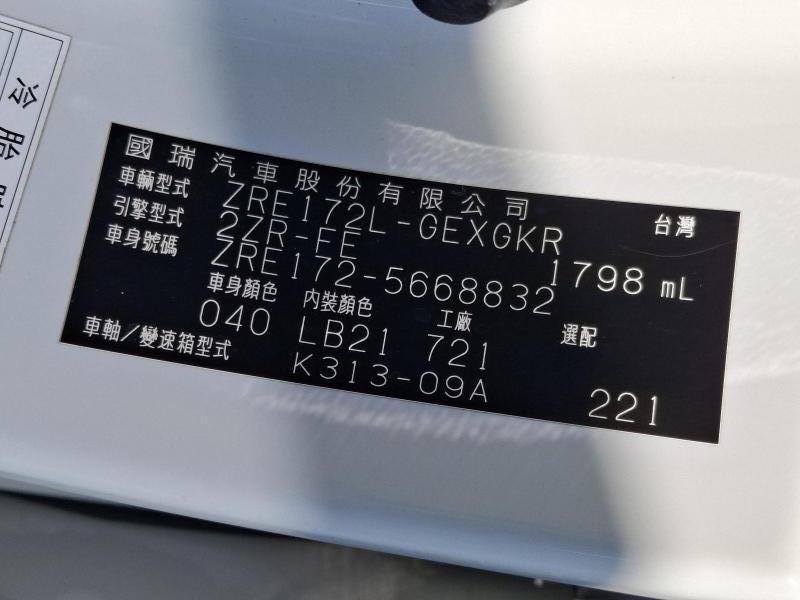 國瑞汽車股份有限公司 台灣
車輛型式 ZRE172L-GEXGKR
引擎型式 2ZR-FE 1798 mL
車身號碼 ZRE172-5668832
車身顏色 內裝顏色 工廠 選配
040 LB21 721
車軸/變速箱型式 K313-09A 221
冷胎